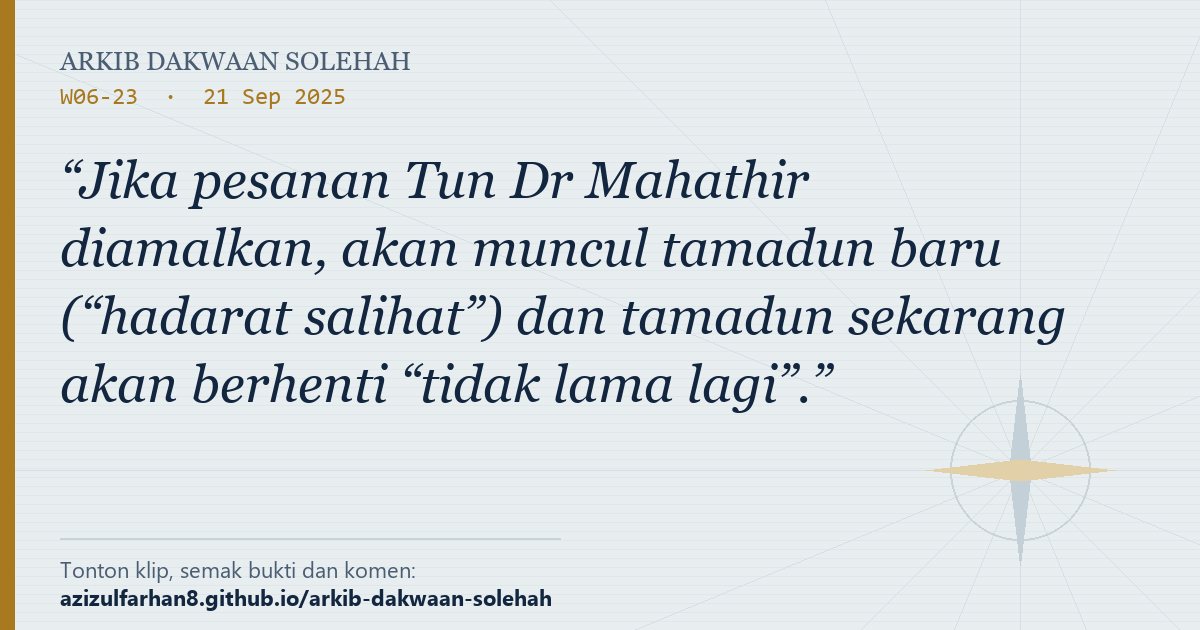 ARKIB DAKWAAN SOLEHAH
W06-23 · 21 Sep 2025
“Jika pesanan Tun Dr Mahathir
diamalkan, akan muncul tamadun baru
(“hadarat salihat”) dan tamadun sekarang
akan berhenti “tidak lama lagi”.”
Tonton klip, semak bukti dan komen:
azizulfarhan8.github.io/arkib-dakwaan-solehah